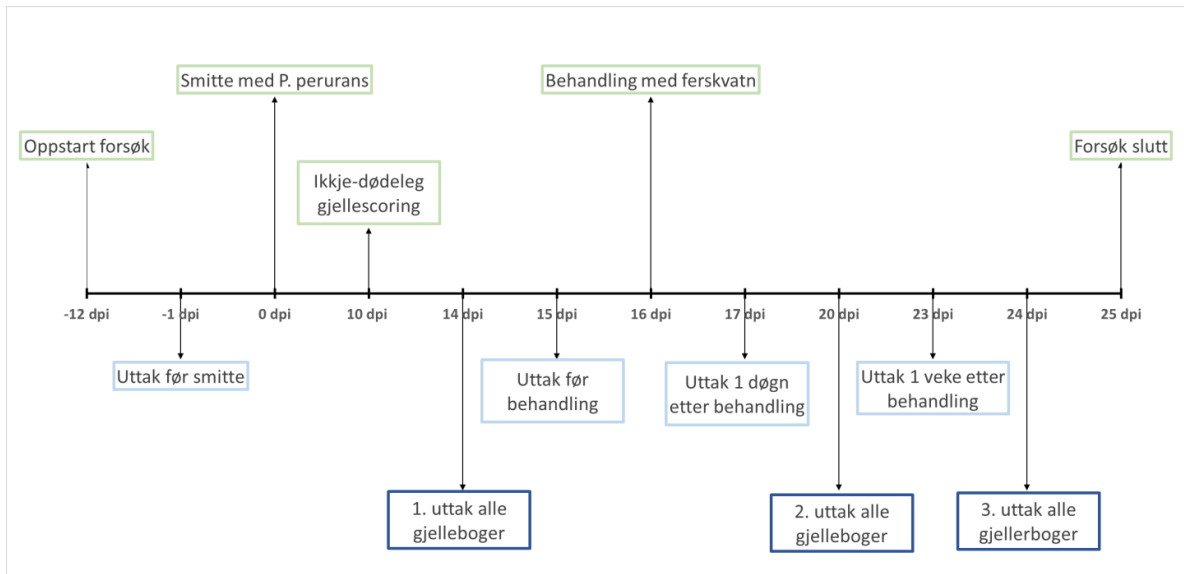 Smitte med P. perurans
Behandling med ferskvatn
Oppstart forsøk
Forsøk slutt
Ikkje-dødeleg
gjellescoring
-12 dpi
-1 dpi
0 dpi
10 dpi
14 dpi
15 dpi
16 dpi
17 dpi
20 dpi
23 dpi
24 dpi
25 dpi
Uttak før smitte
Uttak før
behandling
Uttak 1 døgn
etter behandling
Uttak 1 veke etter
behandling
1. uttak alle
gjelleboger
2. uttak alle
gjelleboger
3. uttak alle
gjellerboger